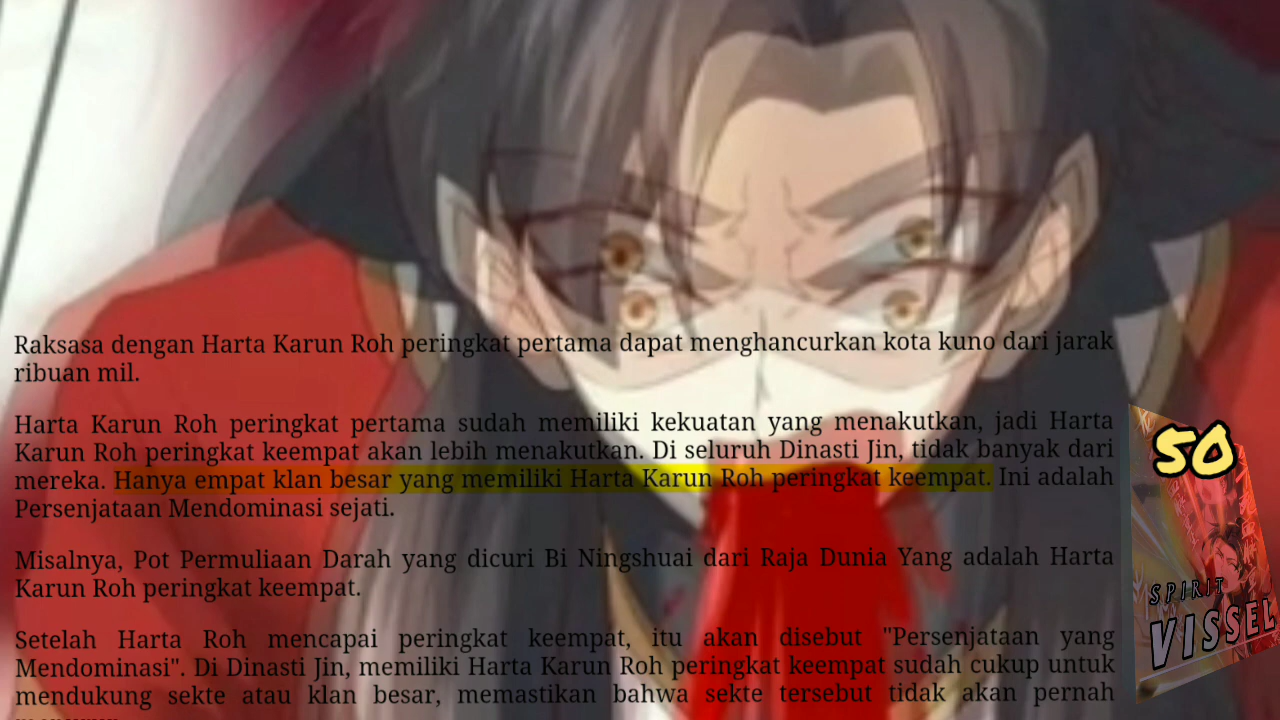 Raksasa dengan Harta Karun Roh peringkat pertama dapat menghancurkan kota kuno dari jarak
ribuan mil.
Harta Karun Roh peringkat pertama sudah memiliki kekuatan yang menakutkan, jadi Harta
Karun Roh peringkat keempat akan lebih menakutkan. Di seluruh Dinasti Jin, tidak banyak dari
mereka. Hanya empat klan besar yang memiliki Harta Karun Roh peringkat keempat. Ini adalah
Persenjataan Mendominasi sejati.
Misalnya, Pot Permuliaan Darah yang dicuri Bi Ningshuai dari Raja Dunia Yang adalah Harta
Karun Roh peringkat keempat.
Setelah Harta Roh mencapai peringkat keempat, itu akan disebut "Persenjataan yang
Mendominasi". Di Dinasti Jin, memiliki Harta Karun Roh peringkat keempat sudah cukup untuk
mendukung sekte atau klan besar, memastikan bahwa sekte tersebut tidak akan pernah
50
SPIRIT
VISSEL